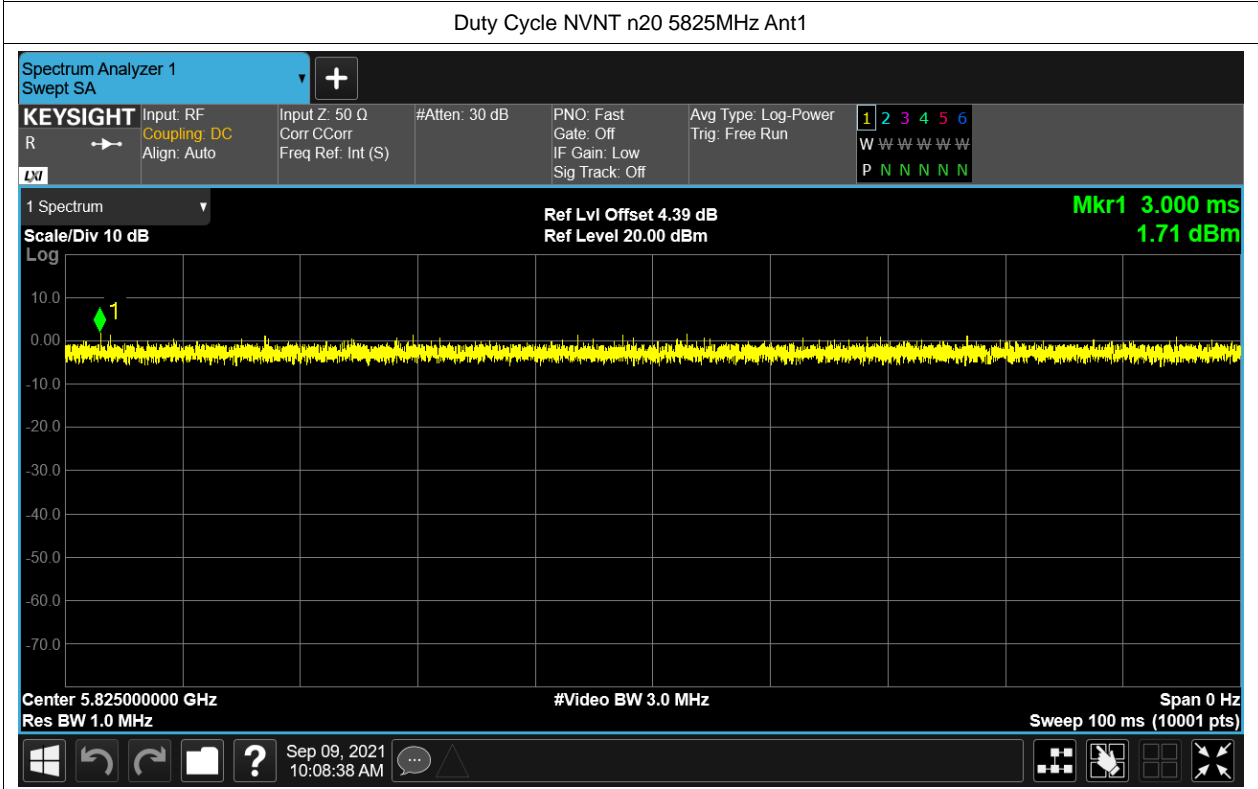 Duty Cycle NVNT n20 5825MHz Ant1
Spectrum Analyzer 1
Swept SA
KEYSIGHT
R
LXI
Input: RF
Coupling: DC
Align: Auto
Input Z: 50 Ω
Corr CCorr
Freq Ref: Int (S)
#Atten: 30 dB
PNO: Fast
Gate: Off
IF Gain: Low
Sig Track: Off
Avg Type: Log-Power
Trig: Free Run
1 2 3 4 5 6
W W W W W W
P N N N N N
1 Spectrum
Scale/Div 10 dB
Log
Ref Lvl Offset 4.39 dB
Ref Level 20.00 dBm
Mkr1 3.000 ms
1.71 dBm
1
10.0
0.00
-10.0
-20.0
-30.0
-40.0
-50.0
-60.0
-70.0
Center 5.825000000 GHz
Res BW 1.0 MHz
#Video BW 3.0 MHz
Span 0 Hz
Sweep 100 ms (10001 pts)
?
Sep 09, 2021
10:08:38 AM